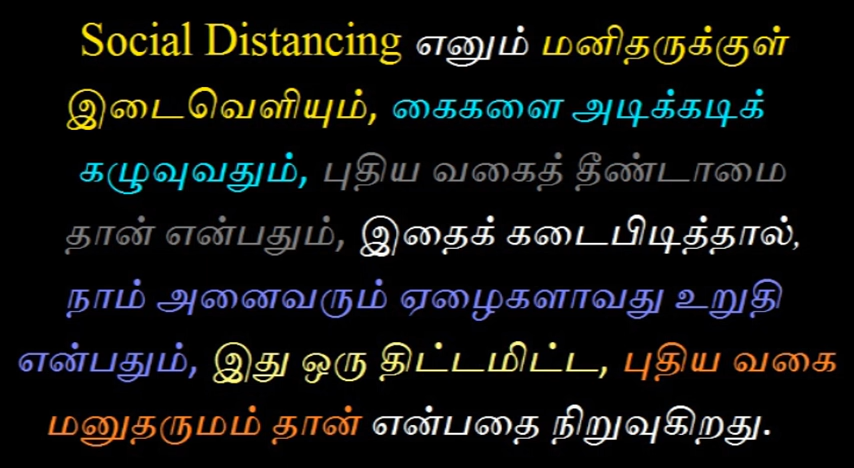 Social Distancing எனும் மனிதருக்குள்
இடைவெளியும், கைகளை அடிக்கடிக்
கழுவுவதும், புதிய வகைத் தீண்டாமை
தான் என்பதும், இதைக் கடைபிடித்தால்,
நாம் அனைவரும் ஏழைகளாவது உறுதி
என்பதும், இது ஒரு திட்டமிட்ட, புதிய வகை
மனுதருமம் தான் என்பதை நிறுவுகிறது.